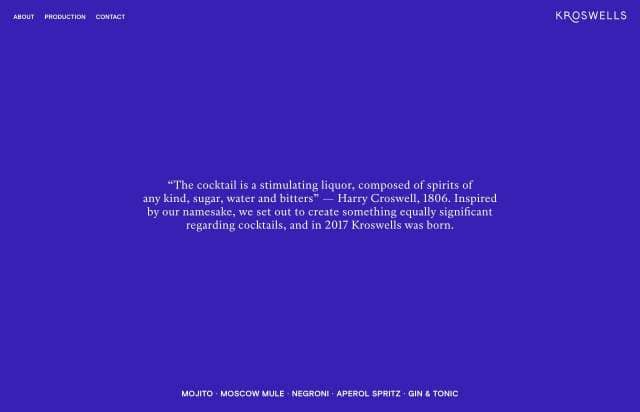 ABOUT PRODUCTION CONTACT
KROSWELLS
“The cocktail is a stimulating liquor, composed of spirits of
any kind, sugar, water and bitters” — Harry Croswell, 1806. Inspired
by our namesake, we set out to create something equally significant
regarding cocktails, and in 2017 Kroswells was born.
MOJITO · MOSCOW MULE · NEGRONI · APEROL SPRITZ · GIN & TONIC